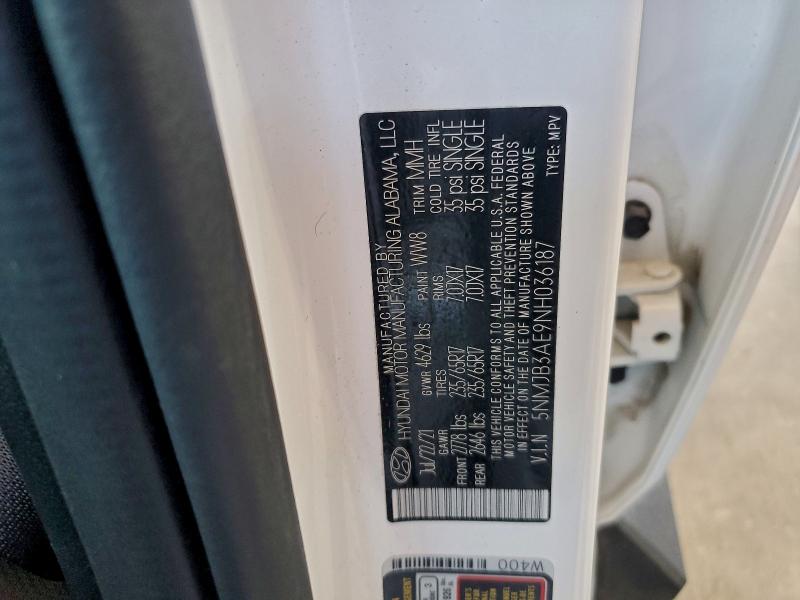 MANUFACTURED BY
HYUNDAI MOTOR MANUFACTURING ALABAMA, LLC
Jul/22/21 GVWR 4629 lbs PAINT WW8 TRIM MMH
GAWR TIRES RIMS COLD TIRE INFL
FRONT 2778 lbs 235/65R17 7.0JX17 35 psi SINGLE
REAR 2646 lbs 235/65R17 7.0JX17 35 psi SINGLE
THIS VEHICLE CONFORMS TO ALL APPLICABLE U.S.A. FEDERAL
MOTOR VEHICLE SAFETY AND THEFT PREVENTION STANDARDS
IN EFFECT ON THE DATE OF MANUFACTURE SHOWN ABOVE
V.I.N 5NMJB3AE9NH036187 TYPE: MPV
W400